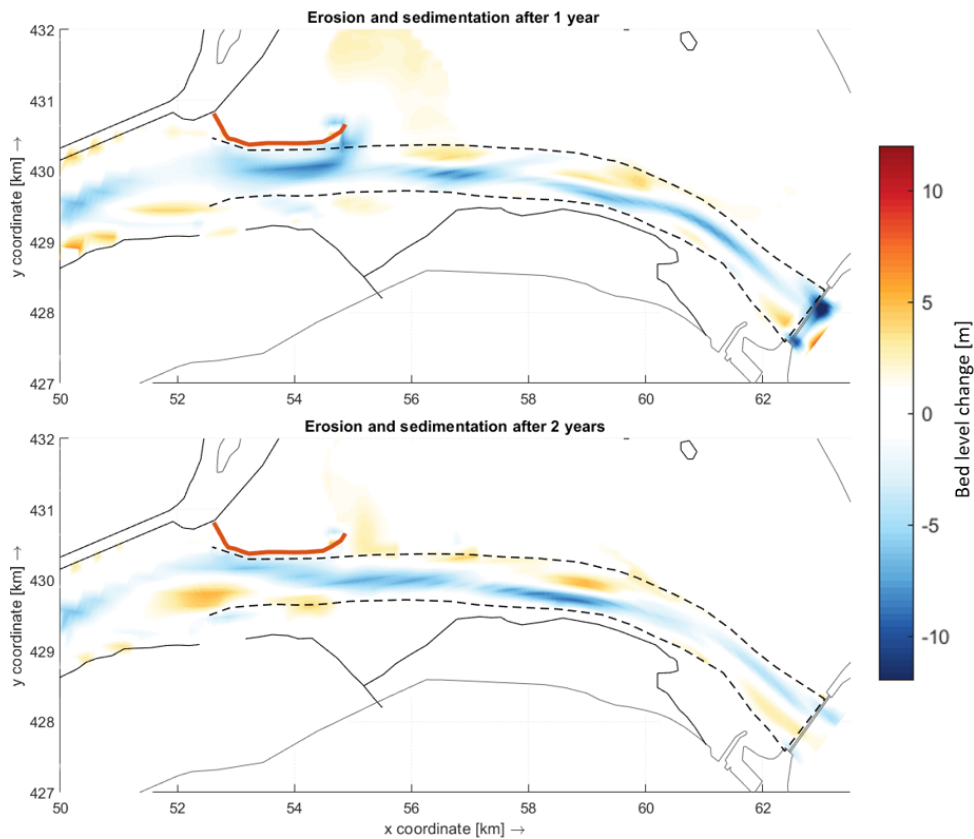 Erosion and sedimentation after 1 year
432
431
430
429
428
427
y coordinate [km] →
50 52 54 56 58 60 62
Erosion and sedimentation after 2 years
432
431
430
429
428
427
y coordinate [km] →
50 52 54 56 58 60 62
x coordinate [km] →
10
5
0
-5
-10
Bed level change [m]